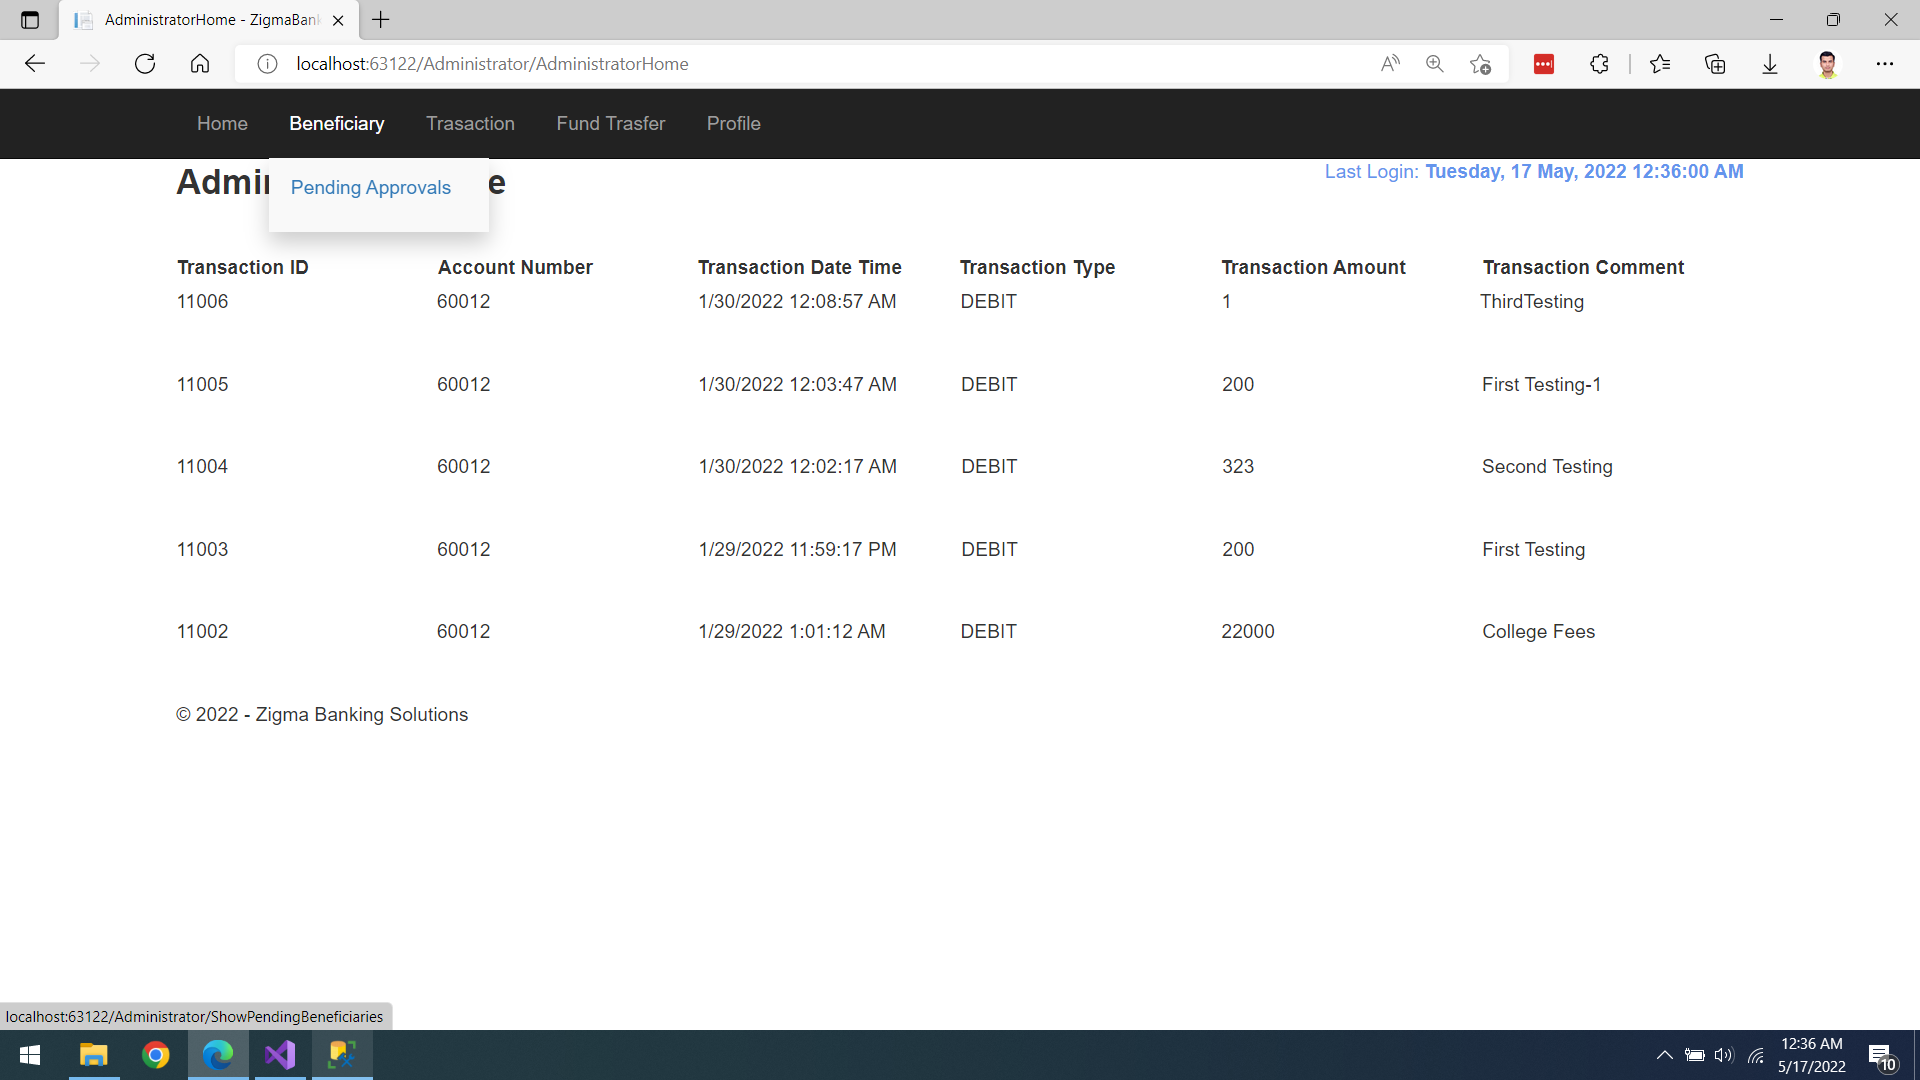 AdministratorHome - ZigmaBank
localhost:63122/Administrator/AdministratorHome
Home Beneficiary Trasaction Fund Trasfer Profile
Pending Approvals
Last Login: Tuesday, 17 May, 2022 12:36:00 AM
Transaction ID Account Number Transaction Date Time Transaction Type Transaction Amount Transaction Comment
11006 60012 1/30/2022 12:08:57 AM DEBIT 1 ThirdTesting
11005 60012 1/30/2022 12:03:47 AM DEBIT 200 First Testing-1
11004 60012 1/30/2022 12:02:17 AM DEBIT 323 Second Testing
11003 60012 1/29/2022 11:59:17 PM DEBIT 200 First Testing
11002 60012 1/29/2022 1:01:12 AM DEBIT 22000 College Fees
© 2022 - Zigma Banking Solutions
localhost:63122/Administrator/ShowPendingBeneficiaries
12:36 AM
5/17/2022
10